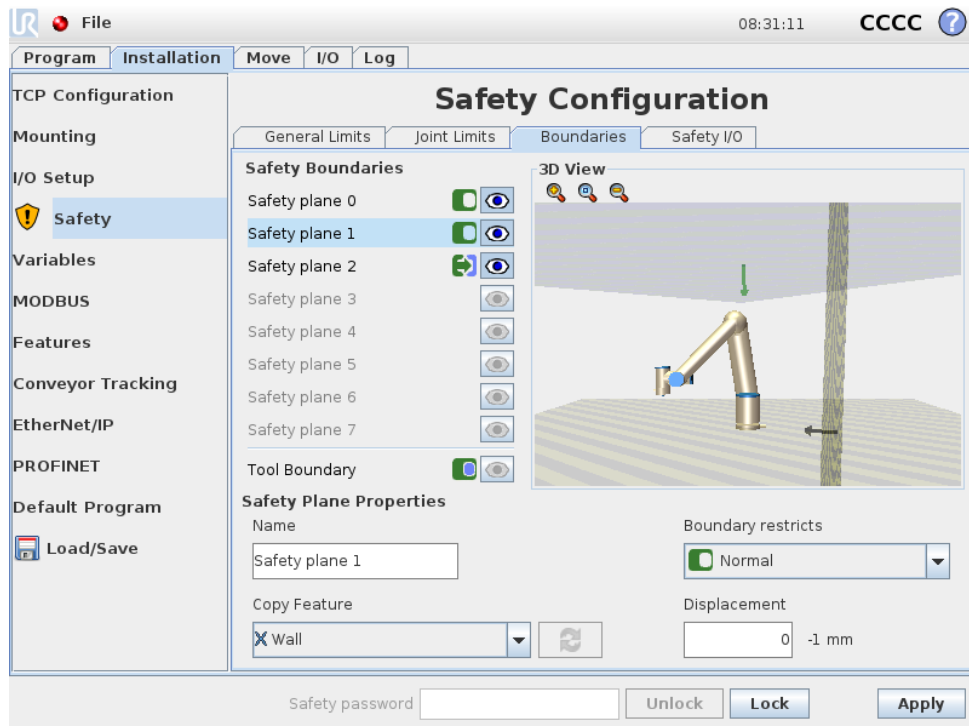 UR File 08:31:11 CCCC ?
Program Installation Move I/O Log
TCP Configuration
Mounting
I/O Setup
Safety
Variables
MODBUS
Features
Conveyor Tracking
EtherNet/IP
PROFINET
Default Program
Load/Save
Safety Configuration
General Limits Joint Limits Boundaries Safety I/O
Safety Boundaries
Safety plane 0
Safety plane 1
Safety plane 2
Safety plane 3
Safety plane 4
Safety plane 5
Safety plane 6
Safety plane 7
Tool Boundary
3D View
Safety Plane Properties
Name
Safety plane 1
Boundary restricts
Normal
Copy Feature
Wall
Displacement
0 -1 mm
Safety password Unlock Lock Apply